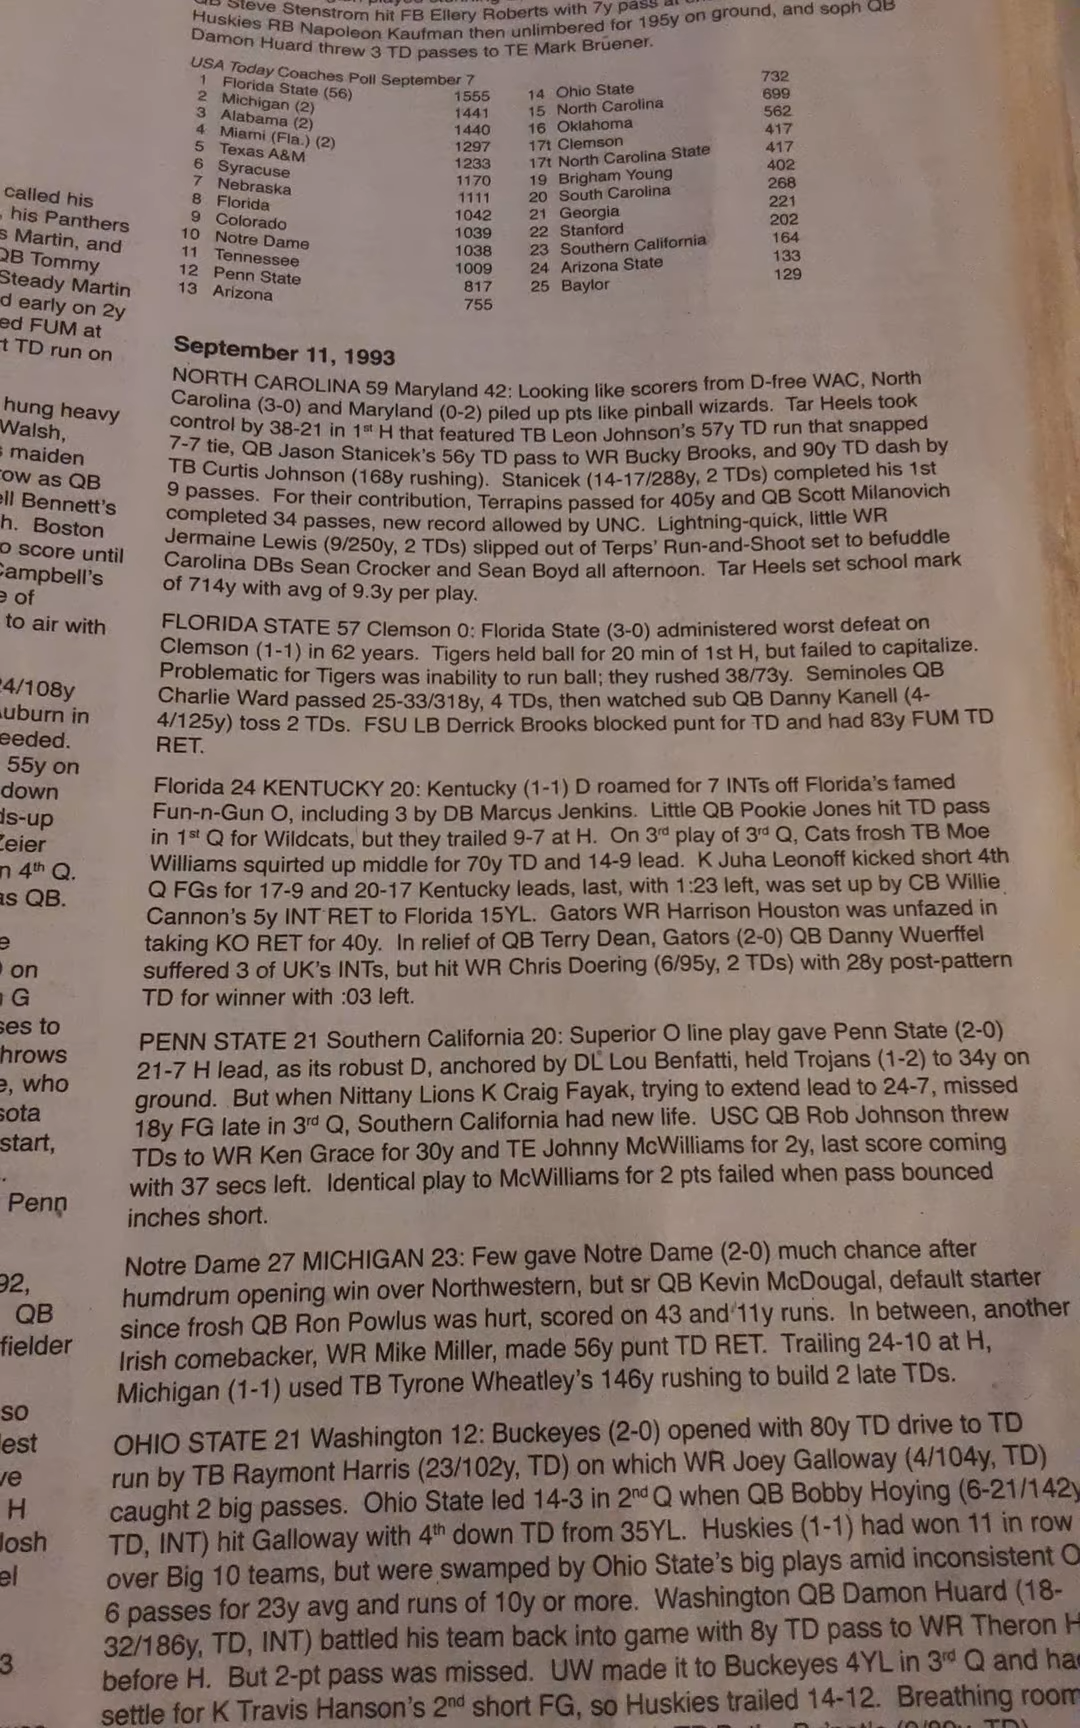 QB Steve Stenstrom hit FB Ellery Roberts with 7y pass
Huskies RB Napoleon Kaufman then unlimbered for 195y on ground, and soph QB
Damon Huard threw 3 TD passes to TE Mark Bruener.
USA Today Coaches Poll September 7
1 Florida State (56) 1555
2 Michigan (2) 1441
3 Alabama (2) 1440
4 Miami (Fla.) (2) 1297
5 Texas A&M 1233
6 Syracuse 1170
7 Nebraska 1111
8 Florida 1042
9 Colorado 1039
10 Notre Dame 1038
11 Tennessee 1009
12 Penn State 817
13 Arizona 755
14 Ohio State 732
15 North Carolina 699
16 Oklahoma 562
17t Clemson 417
17t North Carolina State 417
19 Brigham Young 402
20 South Carolina 268
21 Georgia 221
22 Stanford 202
23 Southern California 164
24 Arizona State 133
25 Baylor 129
called his
, his Panthers
s Martin, and
QB Tommy
Steady Martin
d early on 2y
ed FUM at
t TD run on
hung heavy
Walsh,
maiden
row as QB
ell Bennett's
h. Boston
o score until
Campbell's
e of
to air with
24/108y
Auburn in
eeded.
55y on
down
ds-up
Zeier
n 4th Q.
as QB.
e
on
G
ses to
hrows
e, who
sota
start,
Penn
92,
QB
fielder
so
lest
ve
H
Josh
el
3
September 11, 1993
NORTH CAROLINA 59 Maryland 42: Looking like scorers from D-free WAC, North
Carolina (3-0) and Maryland (0-2) piled up pts like pinball wizards. Tar Heels took
control by 38-21 in 1st H that featured TB Leon Johnson's 57y TD run that snapped
7-7 tie, QB Jason Stanicek's 56y TD pass to WR Bucky Brooks, and 90y TD dash by
TB Curtis Johnson (168y rushing). Stanicek (14-17/288y, 2 TDs) completed his 1st
9 passes. For their contribution, Terrapins passed for 405y and QB Scott Milanovich
completed 34 passes, new record allowed by UNC. Lightning-quick, little WR
Jermaine Lewis (9/250y, 2 TDs) slipped out of Terps' Run-and-Shoot set to befuddle
Carolina DBs Sean Crocker and Sean Boyd all afternoon. Tar Heels set school mark
of 714y with avg of 9.3y per play.
FLORIDA STATE 57 Clemson 0: Florida State (3-0) administered worst defeat on
Clemson (1-1) in 62 years. Tigers held ball for 20 min of 1st H, but failed to capitalize.
Problematic for Tigers was inability to run ball; they rushed 38/73y. Seminoles QB
Charlie Ward passed 25-33/318y, 4 TDs, then watched sub QB Danny Kanell (4-
4/125y) toss 2 TDs. FSU LB Derrick Brooks blocked punt for TD and had 83y FUM TD
RET.
Florida 24 KENTUCKY 20: Kentucky (1-1) D roamed for 7 INTs off Florida's famed
Fun-n-Gun O, including 3 by DB Marcus Jenkins. Little QB Pookie Jones hit TD pass
in 1st Q for Wildcats, but they trailed 9-7 at H. On 3rd play of 3rd Q, Cats frosh TB Moe
Williams squirted up middle for 70y TD and 14-9 lead. K Juha Leonoff kicked short 4th
Q FGs for 17-9 and 20-17 Kentucky leads, last, with 1:23 left, was set up by CB Willie
Cannon's 5y INT RET to Florida 15YL. Gators WR Harrison Houston was unfazed in
taking KO RET for 40y. In relief of QB Terry Dean, Gators (2-0) QB Danny Wuerffel
suffered 3 of UK's INTs, but hit WR Chris Doering (6/95y, 2 TDs) with 28y post-pattern
TD for winner with :03 left.
PENN STATE 21 Southern California 20: Superior O line play gave Penn State (2-0)
21-7 H lead, as its robust D, anchored by DL Lou Benfatti, held Trojans (1-2) to 34y on
ground. But when Nittany Lions K Craig Fayak, trying to extend lead to 24-7, missed
18y FG late in 3rd Q, Southern California had new life. USC QB Rob Johnson threw
TDs to WR Ken Grace for 30y and TE Johnny McWilliams for 2y, last score coming
with 37 secs left. Identical play to McWilliams for 2 pts failed when pass bounced
inches short.
Notre Dame 27 MICHIGAN 23: Few gave Notre Dame (2-0) much chance after
humdrum opening win over Northwestern, but sr QB Kevin McDougal, default starter
since frosh QB Ron Powlus was hurt, scored on 43 and 11y runs. In between, another
Irish comebacker, WR Mike Miller, made 56y punt TD RET. Trailing 24-10 at H,
Michigan (1-1) used TB Tyrone Wheatley's 146y rushing to build 2 late TDs.
OHIO STATE 21 Washington 12: Buckeyes (2-0) opened with 80y TD drive to TD
run by TB Raymont Harris (23/102y, TD) on which WR Joey Galloway (4/104y, TD)
caught 2 big passes. Ohio State led 14-3 in 2nd Q when QB Bobby Hoying (6-21/142y
TD, INT) hit Galloway with 4th down TD from 35YL. Huskies (1-1) had won 11 in row
over Big 10 teams, but were swamped by Ohio State's big plays amid inconsistent O
6 passes for 23y avg and runs of 10y or more. Washington QB Damon Huard (18-
32/186y, TD, INT) battled his team back into game with 8y TD pass to WR Theron H
before H. But 2-pt pass was missed. UW made it to Buckeyes 4YL in 3rd Q and ha
settle for K Travis Hanson's 2nd short FG, so Huskies trailed 14-12. Breathing room